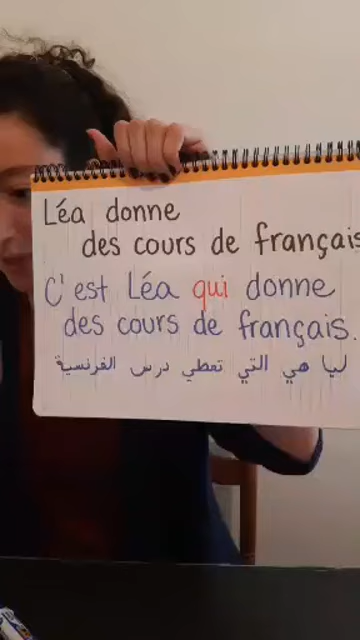 Léa donne
des cours de français
C'est Léa qui donne
des cours de français.
ليا هي التي تعطي درس الفرنسية